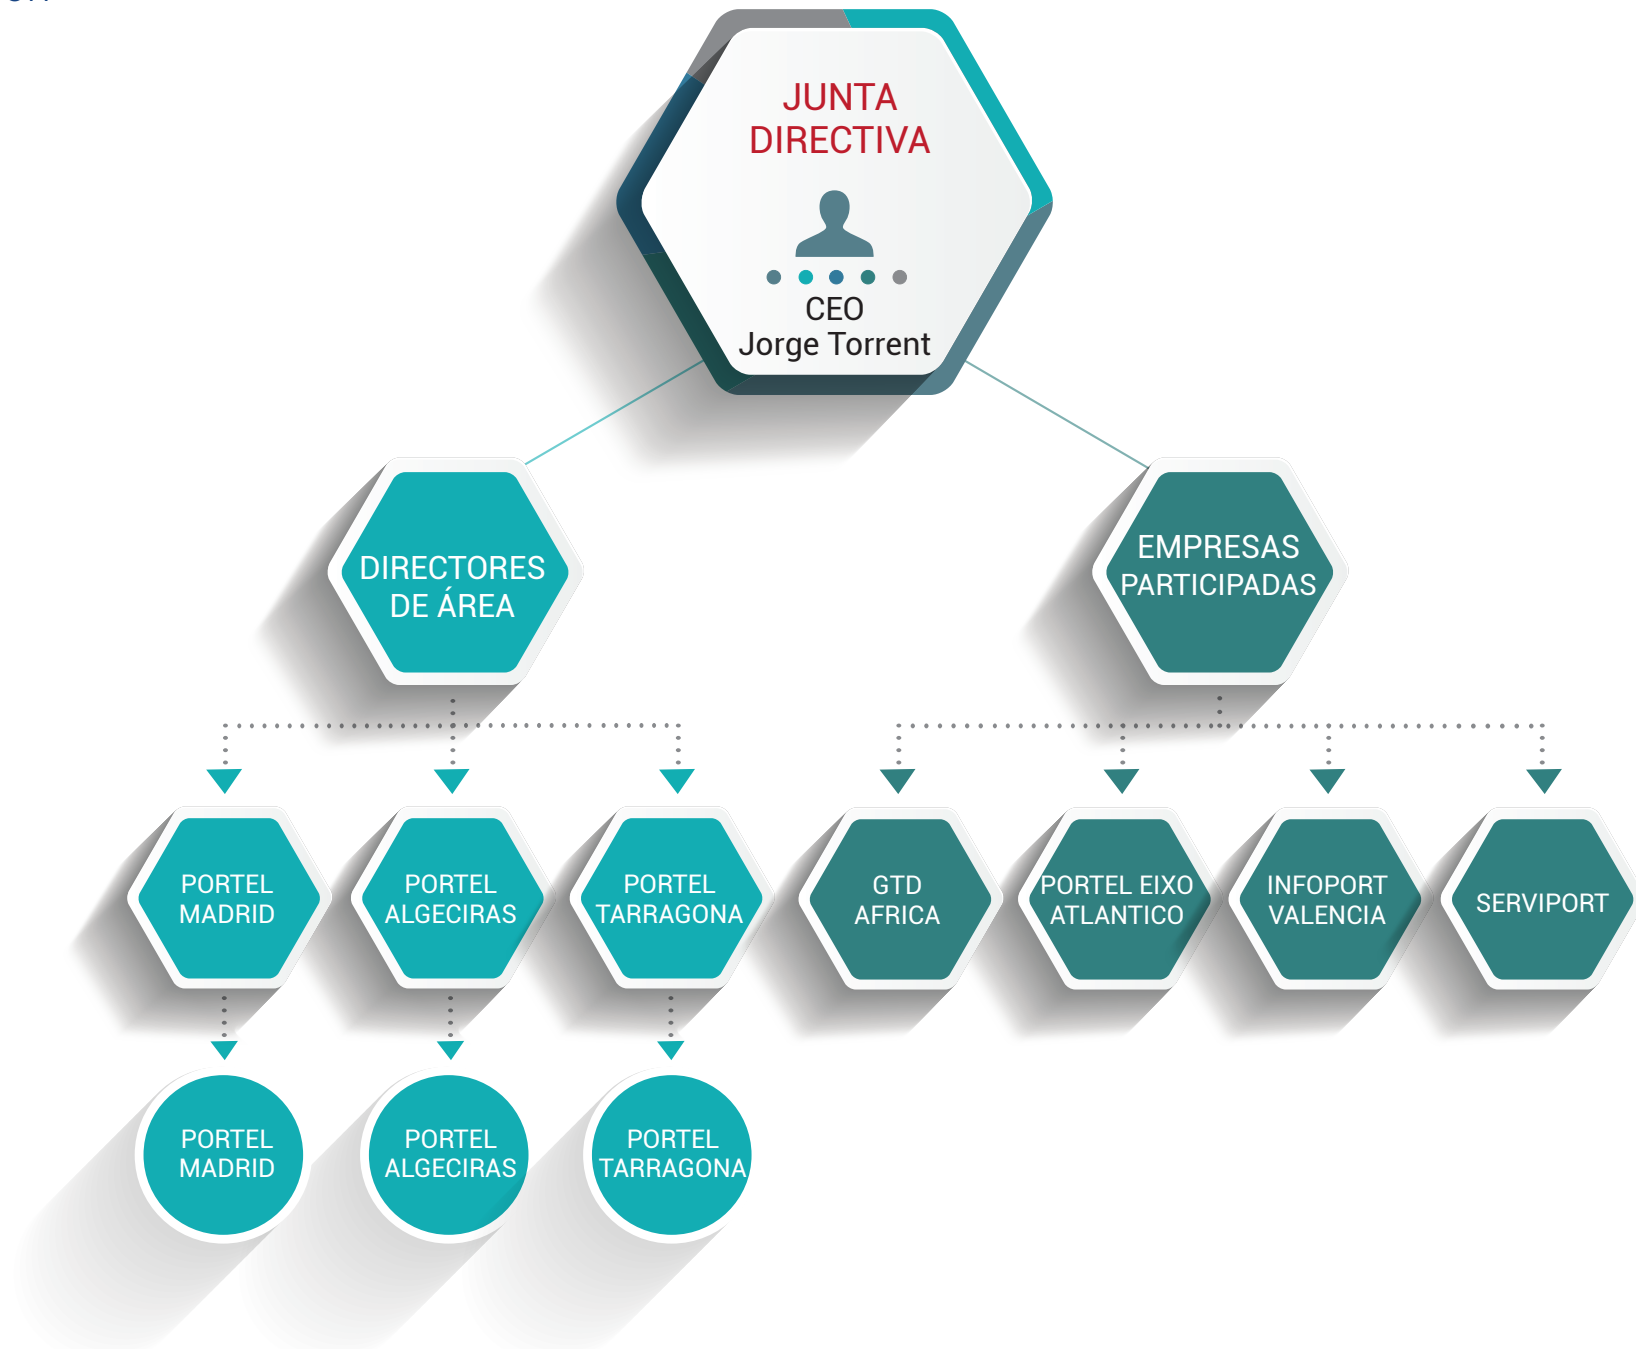 JUNTA
DIRECTIVA
CEO
Jorge Torrent
DIRECTORES
DE ÁREA
EMPRESAS
PARTICIPADAS
PORTEL
MADRID
PORTEL
ALGECIRAS
PORTEL
TARRAGONA
GTD
AFRICA
PORTEL EIXO
ATLANTICO
INFOPORT
VALENCIA
SERVIPORT
PORTEL
MADRID
PORTEL
ALGECIRAS
PORTEL
TARRAGONA